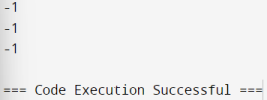 -1
-1
-1
=== Code Execution Successful ===